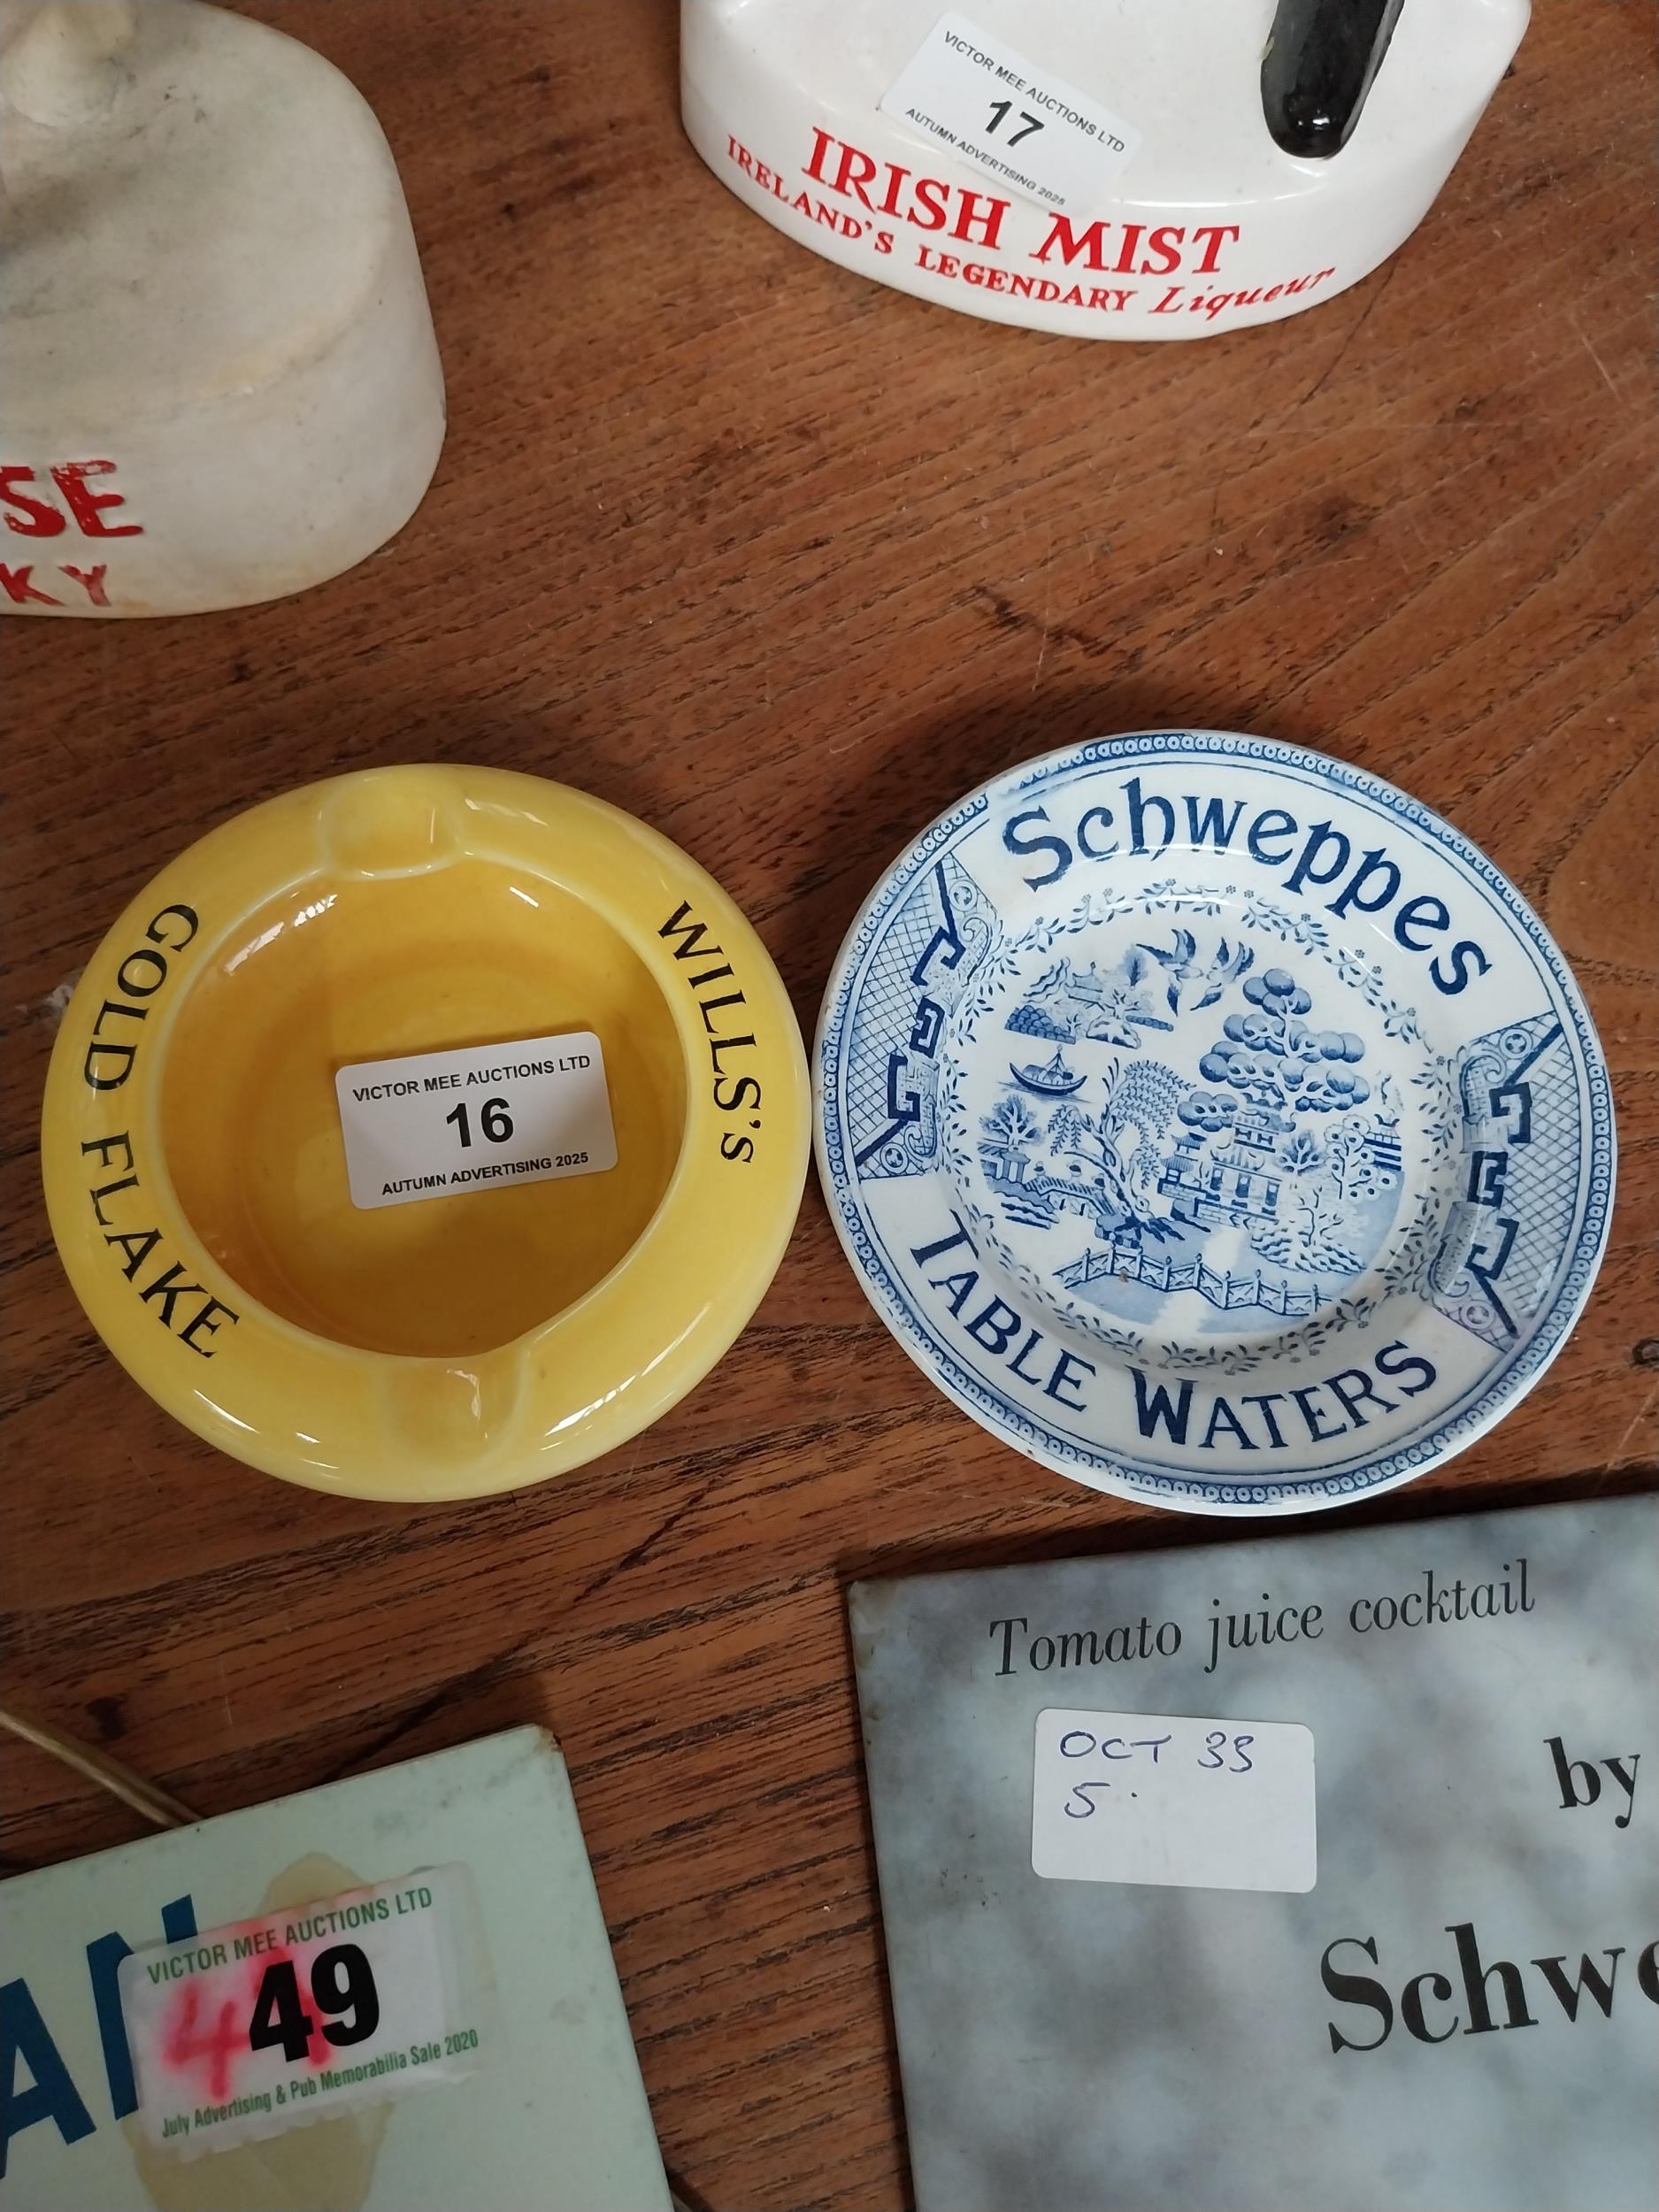 VICTOR MEE AUCTIONS LTD
17
AUTUMN ADVERTISING 2025
IRISH MIST
IRELAND'S LEGENDARY Liqueur
SE
KY
GOLD FLAKE
WILLS's
VICTOR MEE AUCTIONS LTD
16
AUTUMN ADVERTISING 2025
Schweppes
TABLE WATERS
Tomato juice cocktail
OCT 33
5.
by
Schwe
AN
VICTOR MEE AUCTIONS LTD
49
July Advertising & Pub Memorabilia Sale 2020